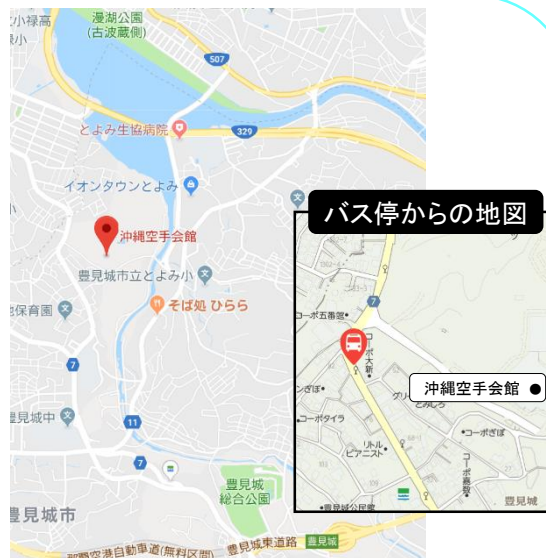 漫湖公園
(古波蔵側)
小禄高
507
とよみ生協病院
329
イオンタウンとよみ
沖縄空手会館
豊見城市立とよみ小
そば処 ひらら
保育園
7
豊見城中
11
7
豊見城
総合公園
豊見城市
那覇空港自動車道(無料区間)
豊見城東道路
豊見城
バス停からの地図
7
コーポ五番館
コーポ大新
沖縄空手会館
コーポタイラ
コーポぎぼ
リトル
ピアニスト
コーポ嘉数
豊見城